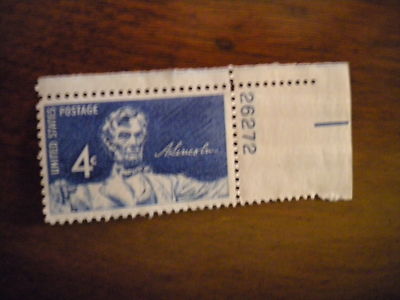 UNITED STATES
POSTAGE
4¢
A. Lincoln
26272